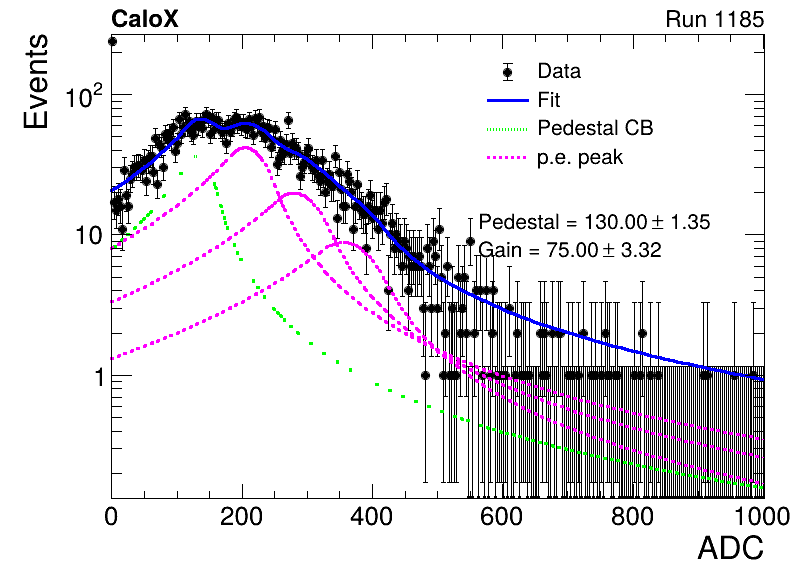 CaloX
Run 1185
Events
10²
10
1
Data
Fit
Pedestal CB
p.e. peak
Pedestal = 130.00 ± 1.35
Gain = 75.00 ± 3.32
0
200
400
600
800
1000
ADC